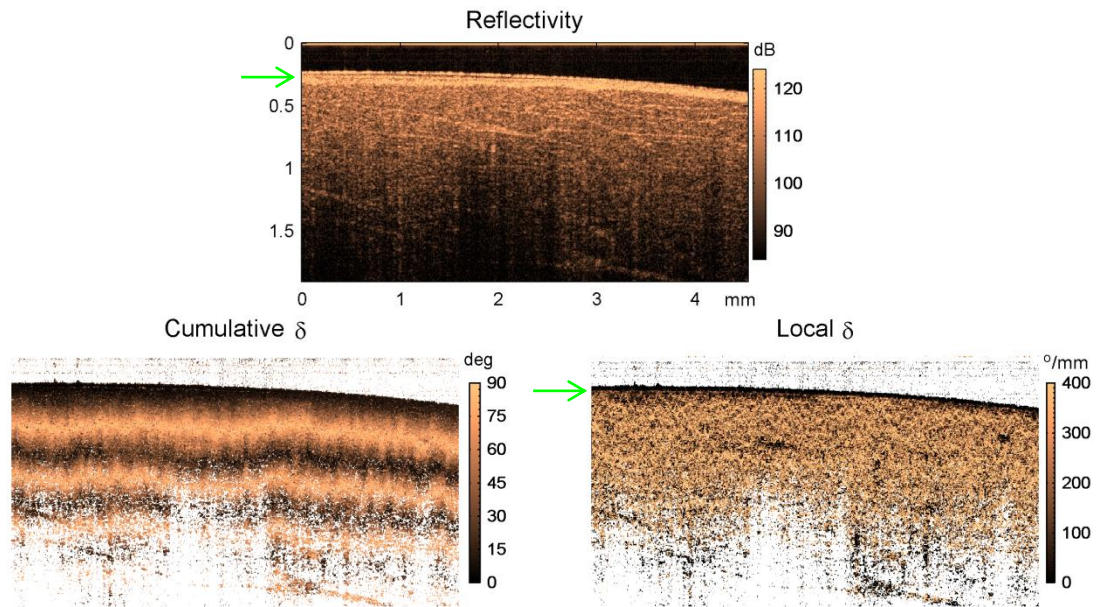 Reflectivity
dB
0
0.5
1
1.5
0 1 2 3 4 mm
120
110
100
90
Cumulative δ
deg
90
75
60
45
30
15
0
Local δ
o/mm
400
300
200
100
0